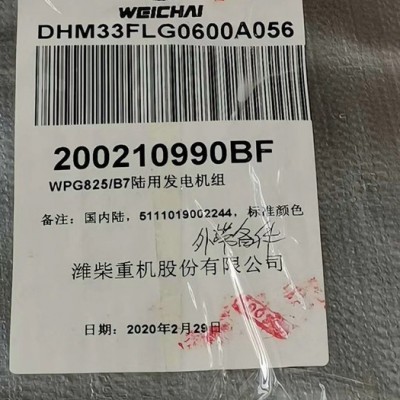 WEICHAI
DHM33FLG0600A056
200210990BF
WPG825/B7陆用发电机组
备注：国内陆，5111019002244，标准颜色
外带备件
潍柴重机股份有限公司
日期：2020年2月29日